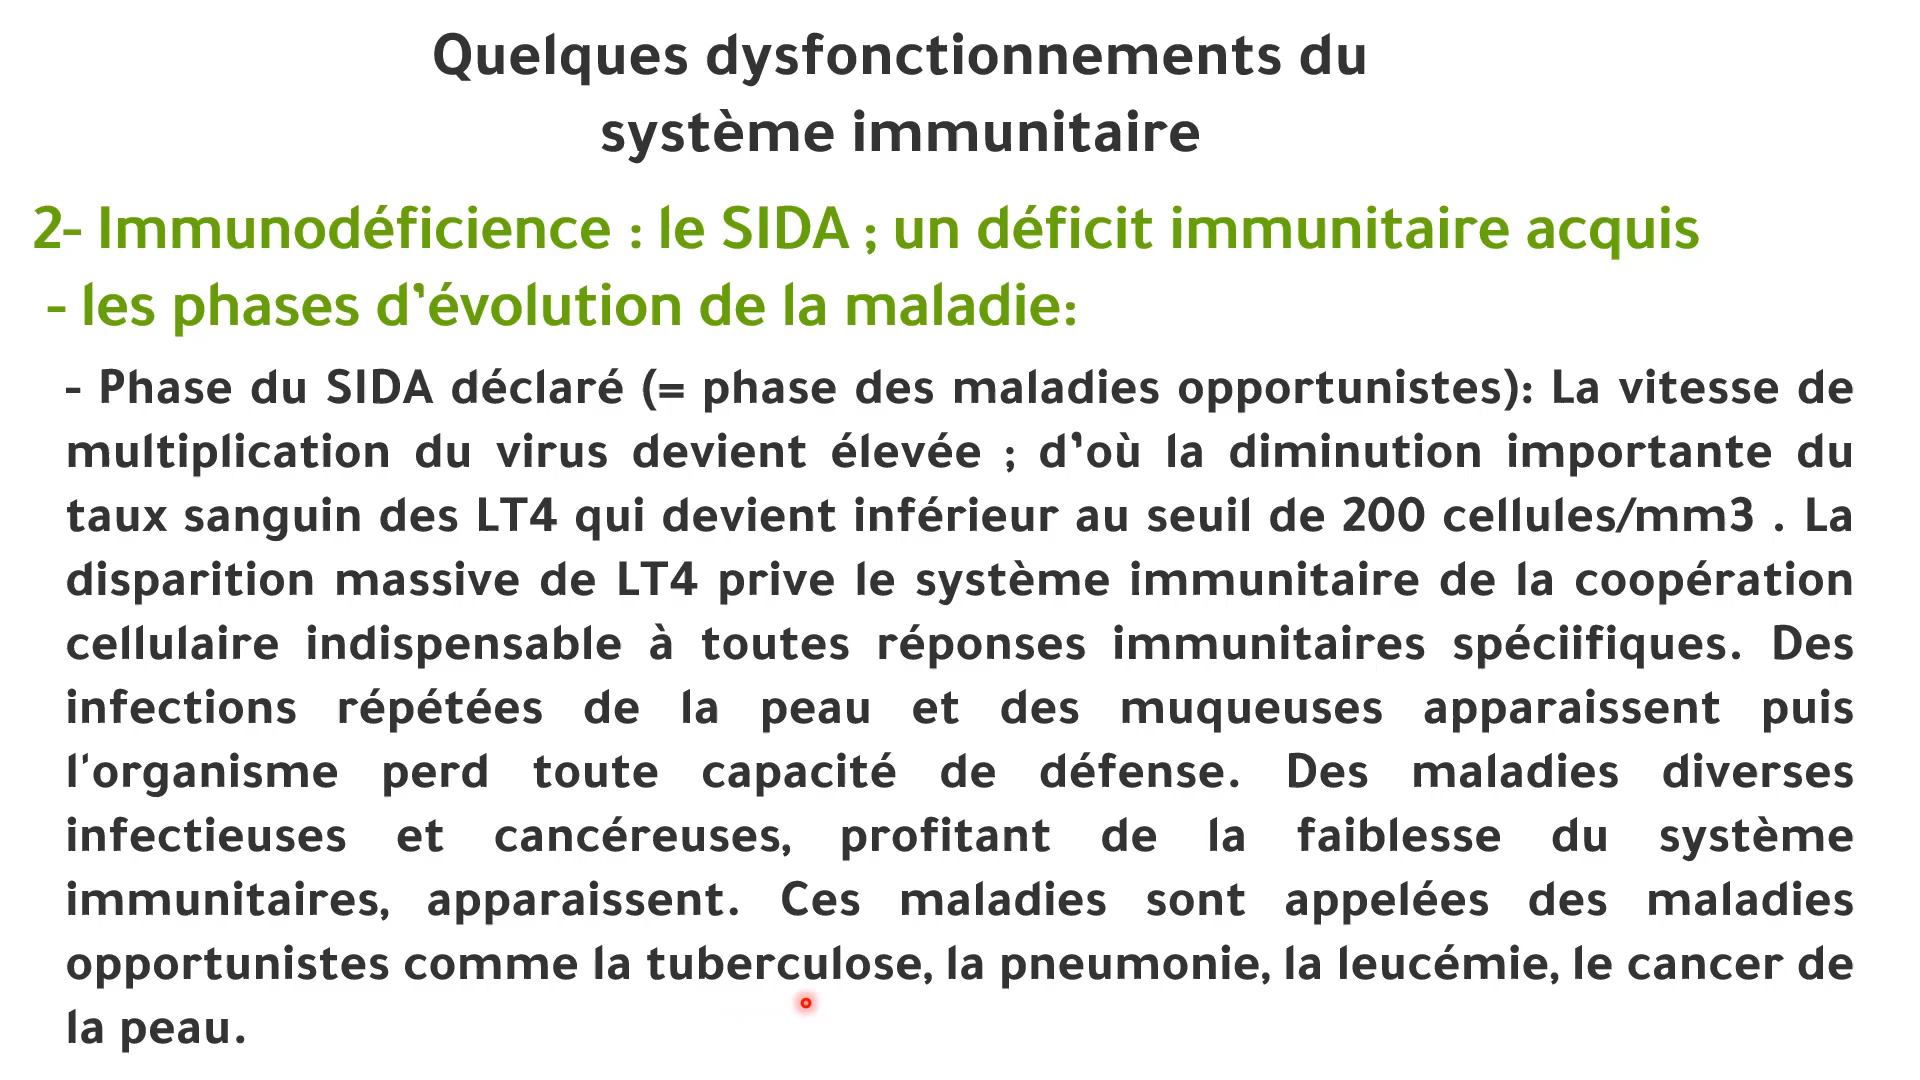 Quelques dysfonctionnements du
système immunitaire
2- Immunodéficience : le SIDA ; un déficit immunitaire acquis
- les phases d'évolution de la maladie:
- Phase du SIDA déclaré (= phase des maladies opportunistes): La vitesse de
multiplication du virus devient élevée ; d'où la diminution importante du
taux sanguin des LT4 qui devient inférieur au seuil de 200 cellules/mm3 . La
disparition massive de LT4 prive le système immunitaire de la coopération
cellulaire indispensable à toutes réponses immunitaires spéciifiques. Des
infections répétées de la peau et des muqueuses apparaissent puis
l'organisme perd toute capacité de défense. Des maladies diverses
infectieuses et cancéreuses, profitant de la faiblesse du système
immunitaires, apparaissent. Ces maladies sont appelées des maladies
opportunistes comme la tuberculose, la pneumonie, la leucémie, le cancer de
la peau.